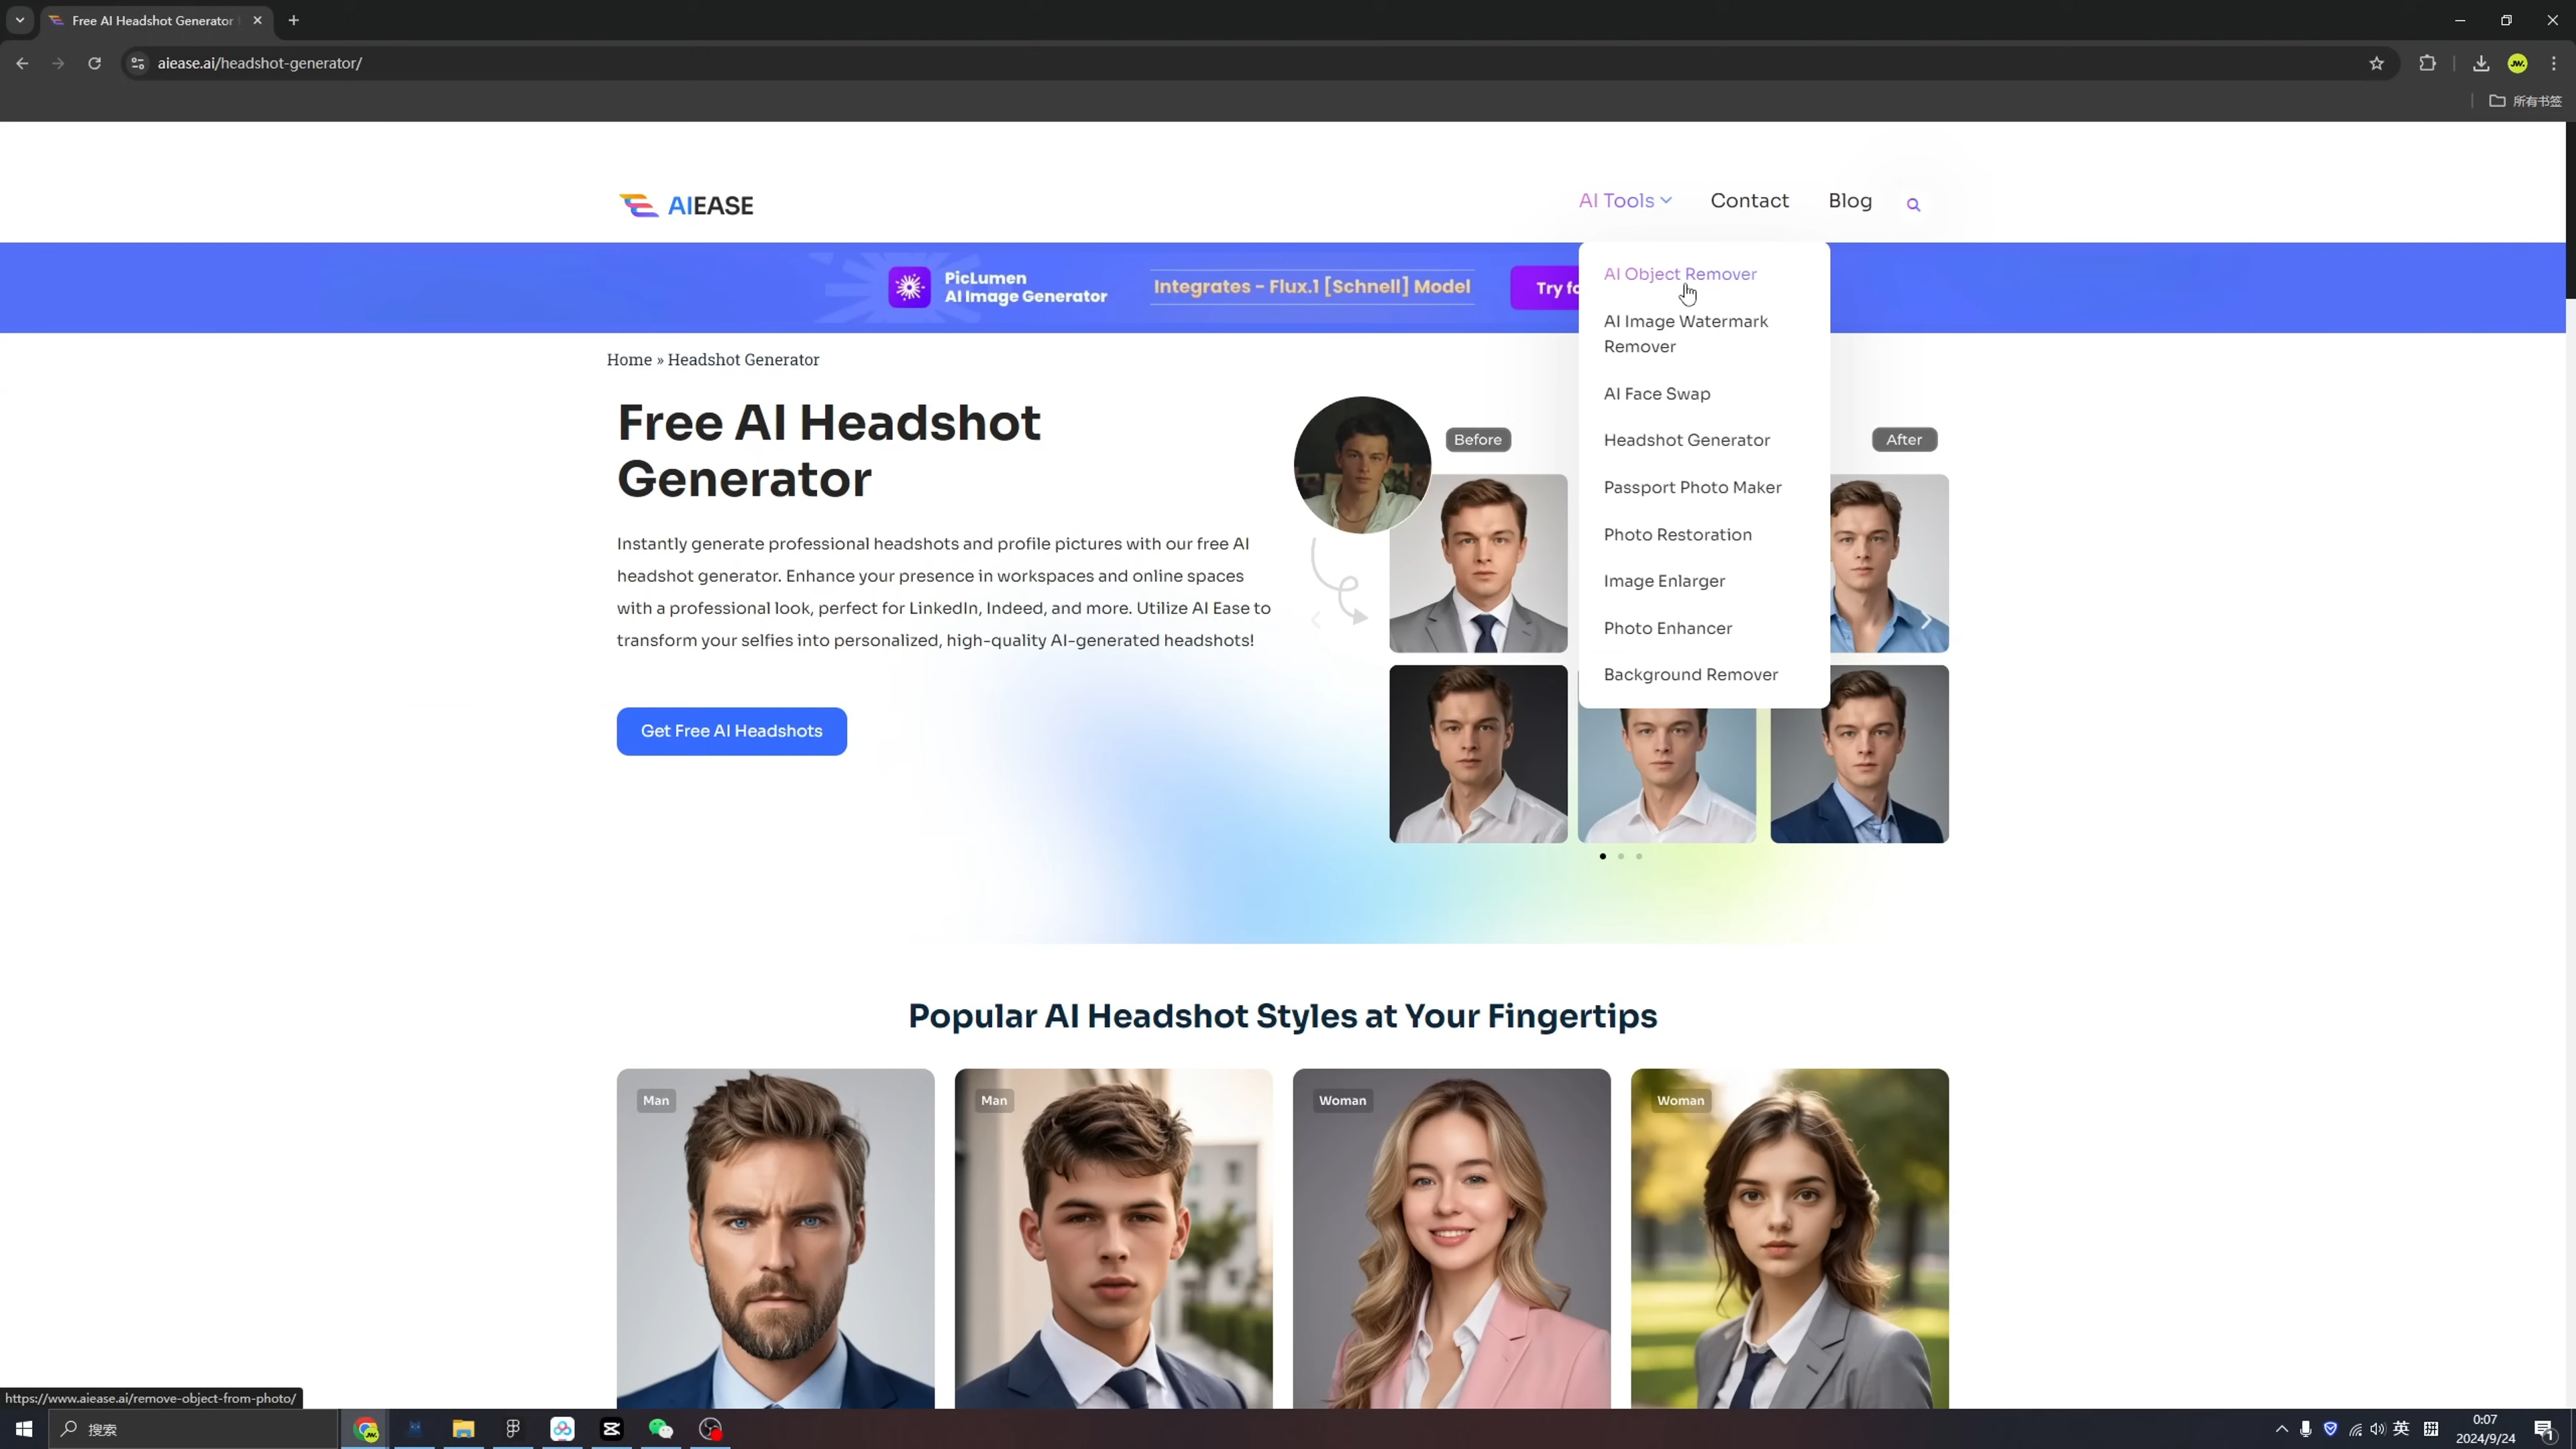 Free AI Headshot Generator
aiease.ai/headshot-generator/
所有书签
AIEASE
AI Tools
Contact
Blog
PicLumen
AI Image Generator
Integrates - Flux.1 [Schnell] Model
Try
AI Object Remover
AI Image Watermark
Remover
AI Face Swap
Headshot Generator
Passport Photo Maker
Photo Restoration
Image Enlarger
Photo Enhancer
Background Remover
Home » Headshot Generator
Free AI Headshot
Generator
Before
After
Instantly generate professional headshots and profile pictures with our free AI
headshot generator. Enhance your presence in workspaces and online spaces
with a professional look, perfect for LinkedIn, Indeed, and more. Utilize AI Ease to
transform your selfies into personalized, high-quality AI-generated headshots!
Get Free AI Headshots
Popular AI Headshot Styles at Your Fingertips
Man
Man
Woman
Woman
https://www.aiease.ai/remove-object-from-photo/
搜索
英
拼
0:07
2024/9/24
1